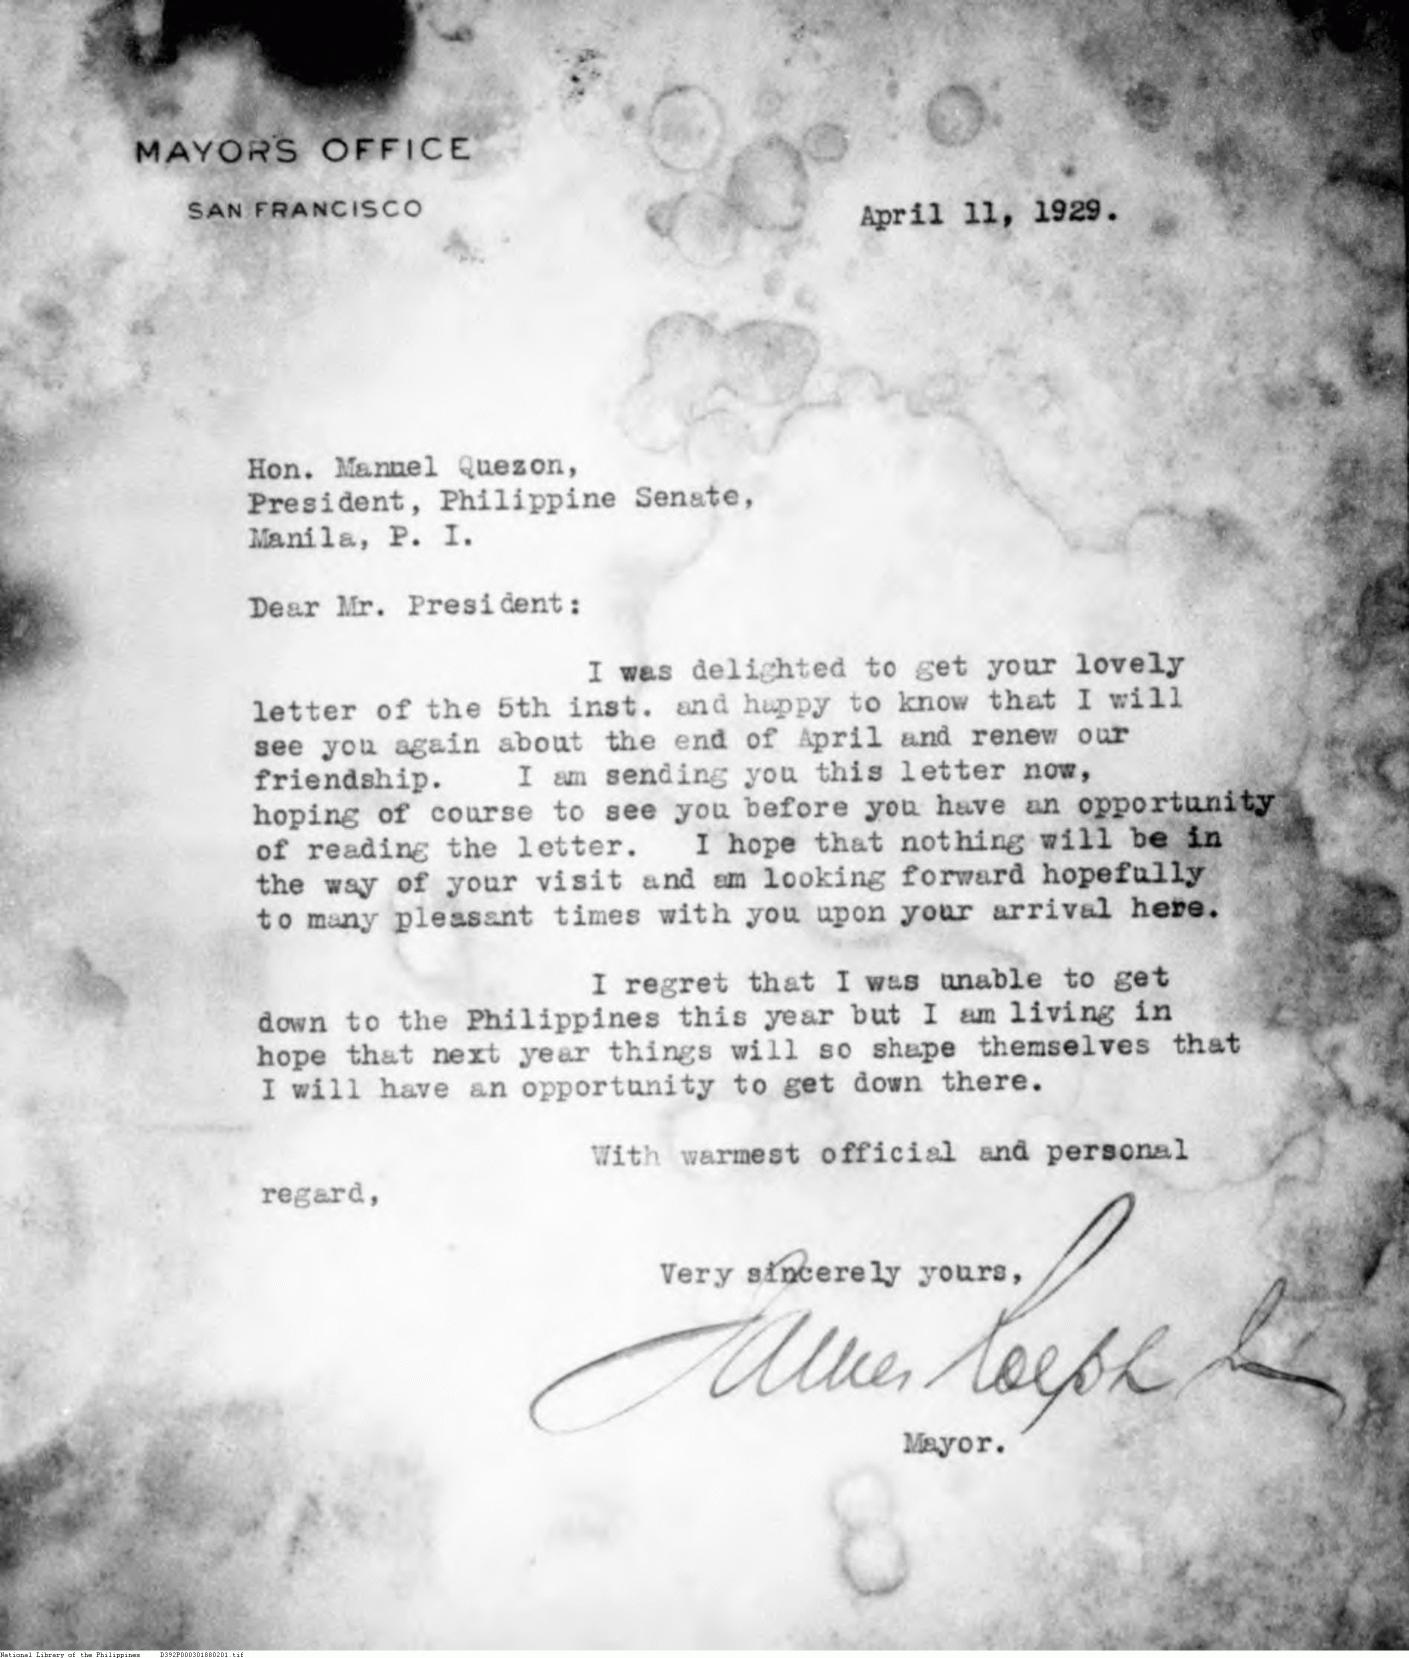 MAYOR'S OFFICE
SAN FRANCISCO
April 11, 1929.
Hon. Manuel Quezon,
President, Philippine Senate,
Manila, P. I.
Dear Mr. President:
I was delighted to get your lovely
letter of the 5th inst. and happy to know that I will
see you again about the end of April and renew our
friendship. I am sending you this letter now,
hoping of course to see you before you have an opportunity
of reading the letter. I hope that nothing will be in
the way of your visit and am looking forward hopefully
to many pleasant times with you upon your arrival here.
I regret that I was unable to get
down to the Philippines this year but I am living in
hope that next year things will so shape themselves that
I will have an opportunity to get down there.
With warmest official and personal
regard,
Very sincerely yours,
James Rolph Jr
Mayor.
National Library of the Philippines D392P000301880201.tif